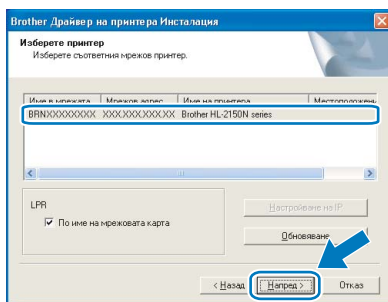 Brother Драйвер на принтера Инсталация
Изберете принтер
Изберете съответния мрежов принтер.
Име в мрежата Мрежов адрес Име на принтера Местоположени
BRNXXXXXXXXX XXX.XXX.XXX.XX Brother HL-2150N series
LPR
По име на мрежовата карта
Настройване на IP
Обновяване
< Назад Напред > Отказ